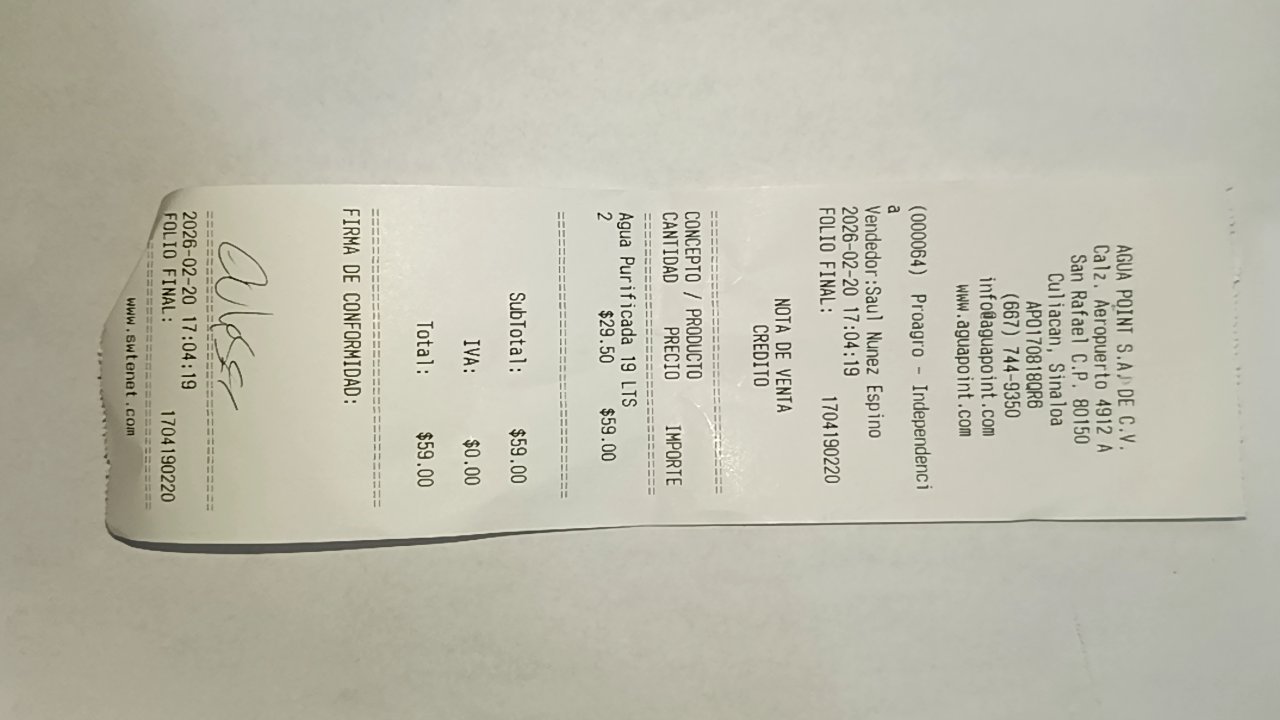 AGUA POINT S.A. DE C.V.
Calz. Aeropuerto 4912 A
San Rafael C.P. 80150
Culiacan, Sinaloa
APO170818QR6
(667) 744-9350
info@aguapoint.com
www.aguapoint.com
(000064) Proagro - Independenci
a
Vendedor:Saul Nunez Espino
2026-02-20 17:04:19
FOLIO FINAL: 1704190220
NOTA DE VENTA
CREDITO
================================
CONCEPTO / PRODUCTO
CANTIDAD PRECIO IMPORTE
================================
Agua Purificada 19 LTS
2 $29.50 $59.00
================================
SubTotal: $59.00
IVA: $0.00
Total: $59.00
================================
FIRMA DE CONFORMIDAD:
================================
2026-02-20 17:04:19
FOLIO FINAL: 1704190220
================================
www.swtenet.com